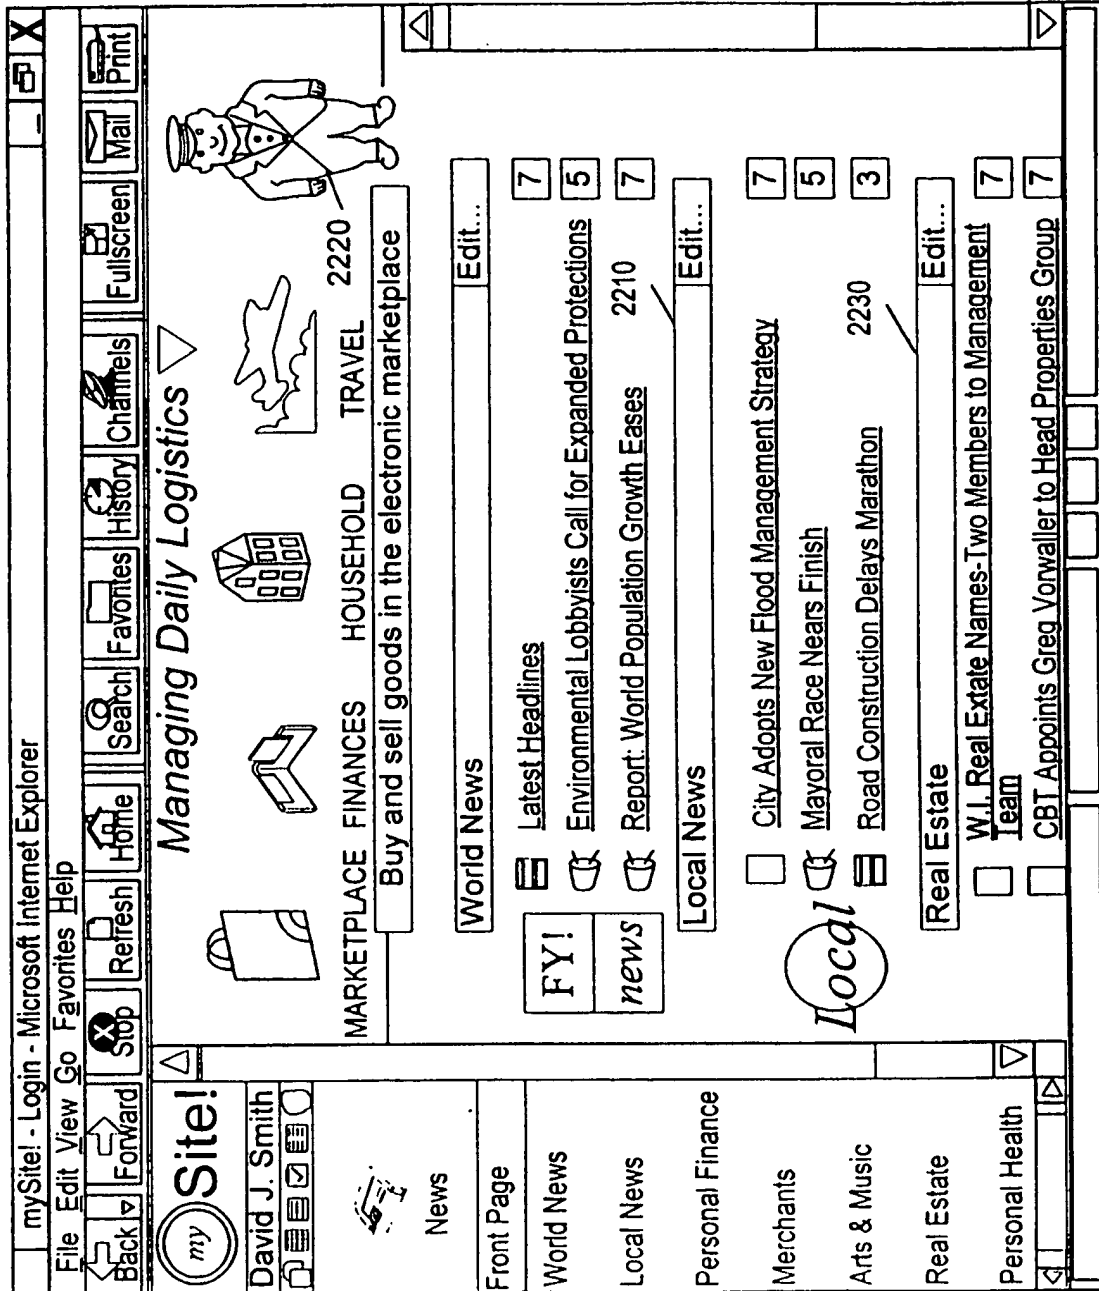 mySite! - Login - Microsoft Internet Explorer
File Edit View Go Favorites Help
Back Forward Stop Refresh Home Search Favorites History Channels Fullscreen Mail Print
my Site!
David J. Smith
News
Front Page
World News
Local News
Personal Finance
Merchants
Arts & Music
Real Estate
Personal Health
Managing Daily Logistics
MARKETPLACE FINANCES HOUSEHOLD TRAVEL
2220
Buy and sell goods in the electronic marketplace
World News Edit...
FY!
news
Latest Headlines 7
Environmental Lobbyists Call for Expanded Protections 5
Report: World Population Growth Eases 7
2210
Local News Edit...
Local
City Adopts New Flood Management Strategy 7
Mayoral Race Nears Finish 5
Road Construction Delays Marathon 3
2230
Real Estate Edit...
W.I. Real Extate Names-Two Members to Management 7
Team
CBT Appoints Greg Vorwaller to Head Properties Group 7